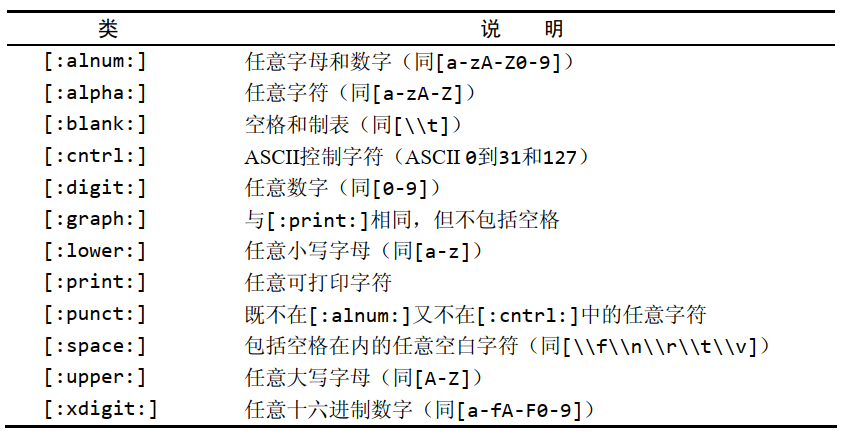 类 说 明
[:alnum:] 任意字母和数字（同[a-zA-Z0-9]）
[:alpha:] 任意字符（同[a-zA-Z]）
[:blank:] 空格和制表（同[\\t]）
[:cntrl:] ASCII控制字符（ASCII 0到31和127）
[:digit:] 任意数字（同[0-9]）
[:graph:] 与[:print:]相同，但不包括空格
[:lower:] 任意小写字母（同[a-z]）
[:print:] 任意可打印字符
[:punct:] 既不在[:alnum:]又不在[:cntrl:]中的任意字符
[:space:] 包括空格在内的任意空白字符（同[\\f\\n\\r\\t\\v]）
[:upper:] 任意大写字母（同[A-Z]）
[:xdigit:] 任意十六进制数字（同[a-fA-F0-9]）